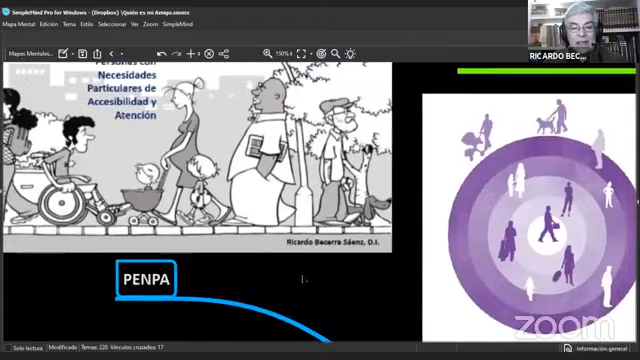 SimpleMind Pro for Windows - (Dropbox) \Quién es mi Amigo.smmx
Mapa Mental Edición Tema Estilo Seleccionar Ver Zoom SimpleMind
Mapas Mentales
150%
RICARDO BEC...
Personas con
Necesidades
Particulares de
Accesibilidad y
Atención
Ricardo Becerra Sáenz, D.I.
PENPA
zoom
Solo lectura Modificado Temas: 220 Vínculos cruzados: 17
Información general